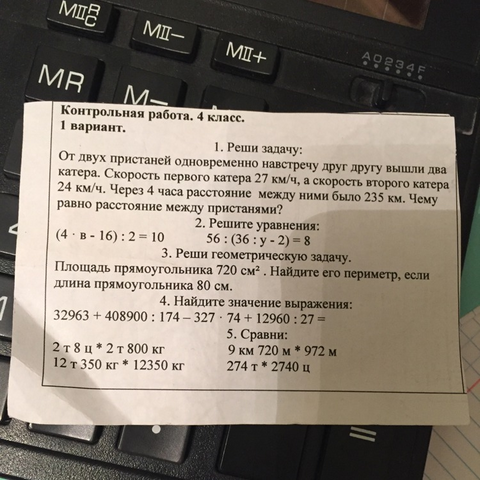 MIIR/C
MII–
MII+
A0234F
MR
M–
Контрольная работа. 4 класс.
1 вариант.
1. Реши задачу:
От двух пристаней одновременно навстречу друг другу вышли два
катера. Скорость первого катера 27 км/ч, а скорость второго катера
24 км/ч. Через 4 часа расстояние между ними было 235 км. Чему
равно расстояние между пристанями?
2. Решите уравнения:
(4 · в - 16) : 2 = 10 56 : (36 : у - 2) = 8
3. Реши геометрическую задачу.
Площадь прямоугольника 720 см² . Найдите его периметр, если
длина прямоугольника 80 см.
4. Найдите значение выражения:
32963 + 408900 : 174 – 327 · 74 + 12960 : 27 =
5. Сравни:
2 т 8 ц * 2 т 800 кг 9 км 720 м * 972 м
12 т 350 кг * 12350 кг 274 т * 2740 ц